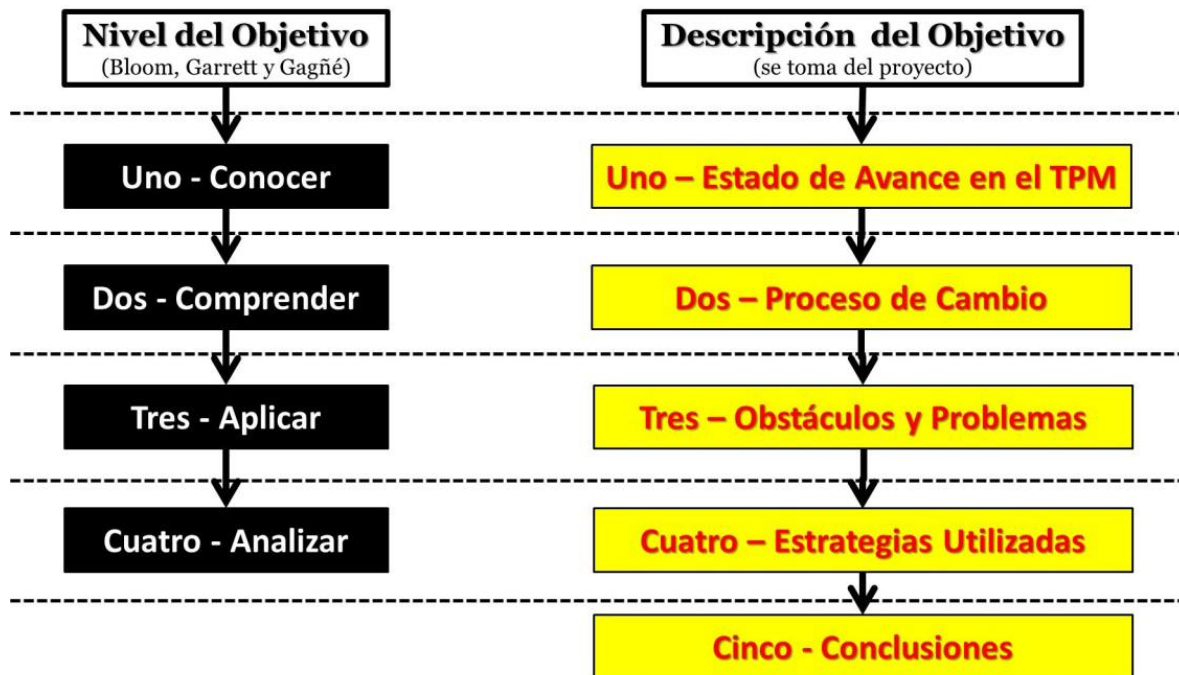 Nivel del Objetivo
(Bloom, Garrett y Gagñé)
Descripción del Objetivo
(se toma del proyecto)
Uno - Conocer
Uno – Estado de Avance en el TPM
Dos - Comprender
Dos – Proceso de Cambio
Tres - Aplicar
Tres – Obstáculos y Problemas
Cuatro - Analizar
Cuatro – Estrategias Utilizadas
Cinco - Conclusiones